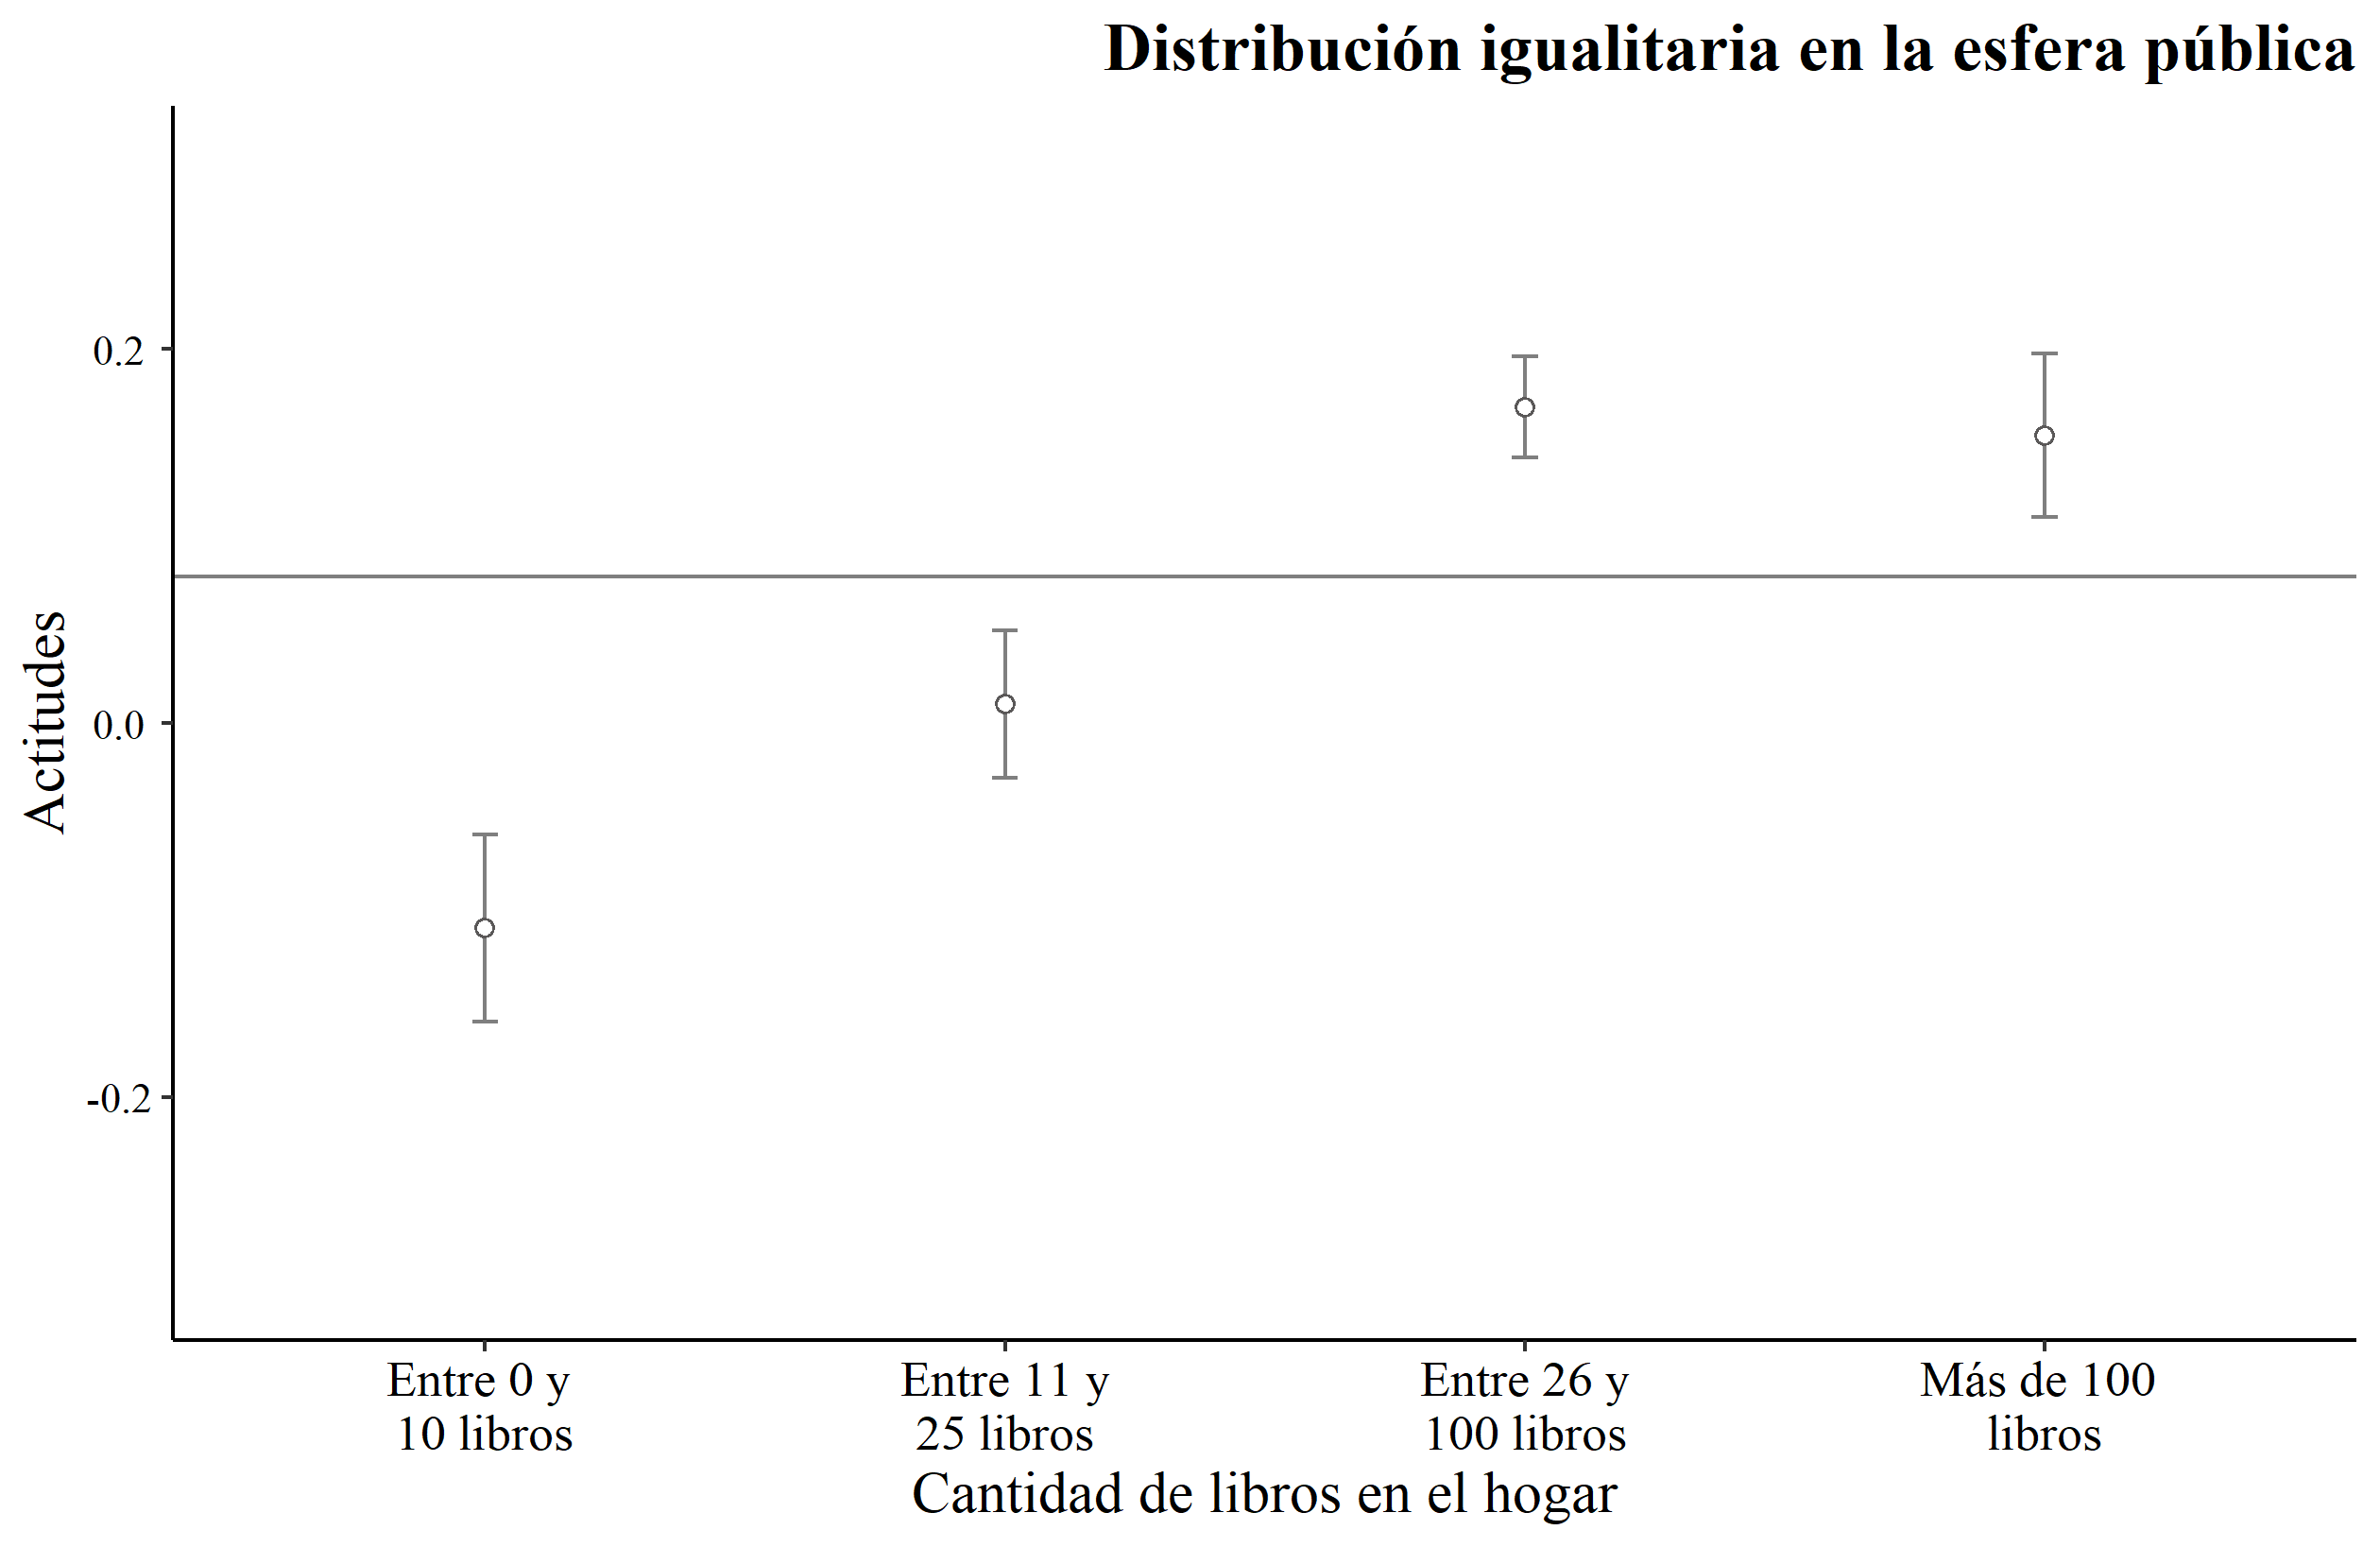 Distribución igualitaria en la esfera pública
Actitudes
0.2
0.0
-0.2
Entre 0 y
10 libros
Entre 11 y
25 libros
Entre 26 y
100 libros
Más de 100
libros
Cantidad de libros en el hogar